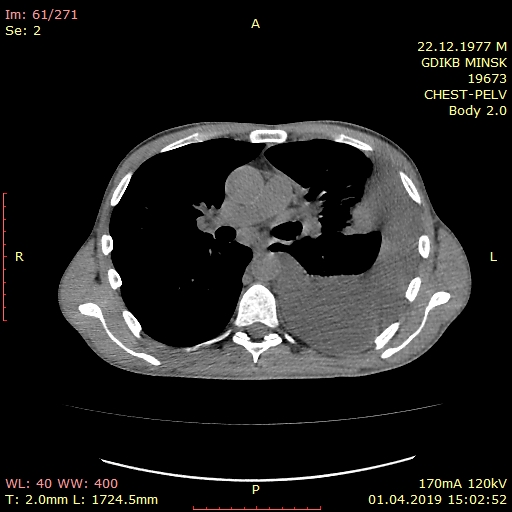 Im: 61/271
Se: 2
A
22.12.1977 M
GDIKB MINSK
19673
CHEST-PELV
Body 2.0
R
L
WL: 40 WW: 400
T: 2.0mm L: 1724.5mm
P
170mA 120kV
01.04.2019 15:02:52